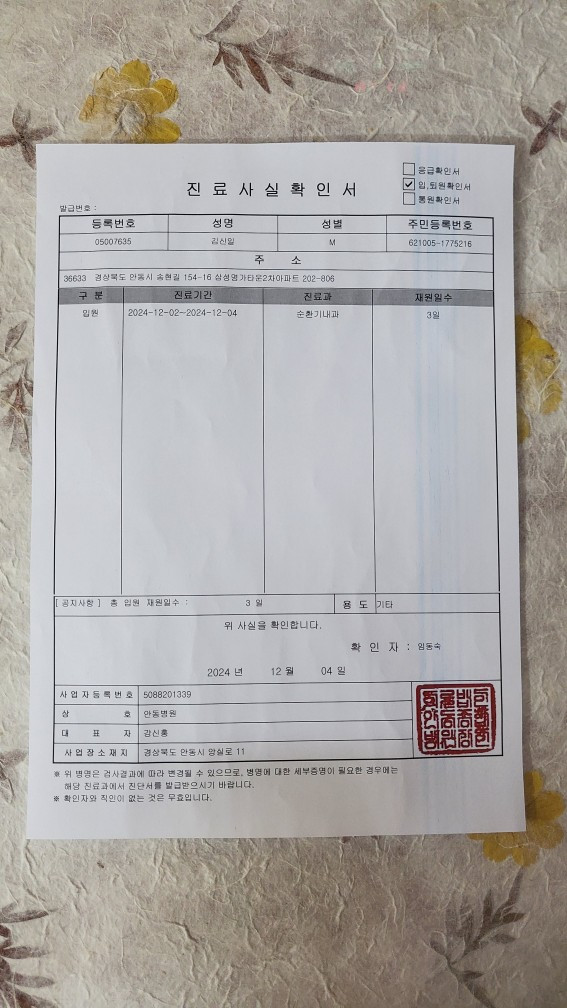 응급확인서
진료사실확인서
✔ 입,퇴원확인서
통원확인서
발급번호 :
등록번호 성명 성별 주민등록번호
05007635 김신일 M 621005-1775216
주 소
36633 경상북도 안동시 송현길 154-16 삼성명가타운2차아파트 202-806
구 분 진료기간 진료과 재원일수
입원 2024-12-02~2024-12-04 순환기내과 3일
[ 공지사항 ] 총 입원 재원일수 : 3 일 용 도 기타
위 사실을 확인합니다.
확 인 자 : 임동숙
2024 년 12 월 04 일
사업자등록번호 5088201339
상 호 안동병원
대 표 자 강신홍
사업장소재지 경상북도 안동시 앙실로 11
※ 위 병명은 검사결과에 따라 변경될 수 있으므로, 병명에 대한 세부증명이 필요한 경우에는
해당 진료과에서 진단서를 발급받으시기 바랍니다.
※ 확인자와 직인이 없는 것은 무효입니다.